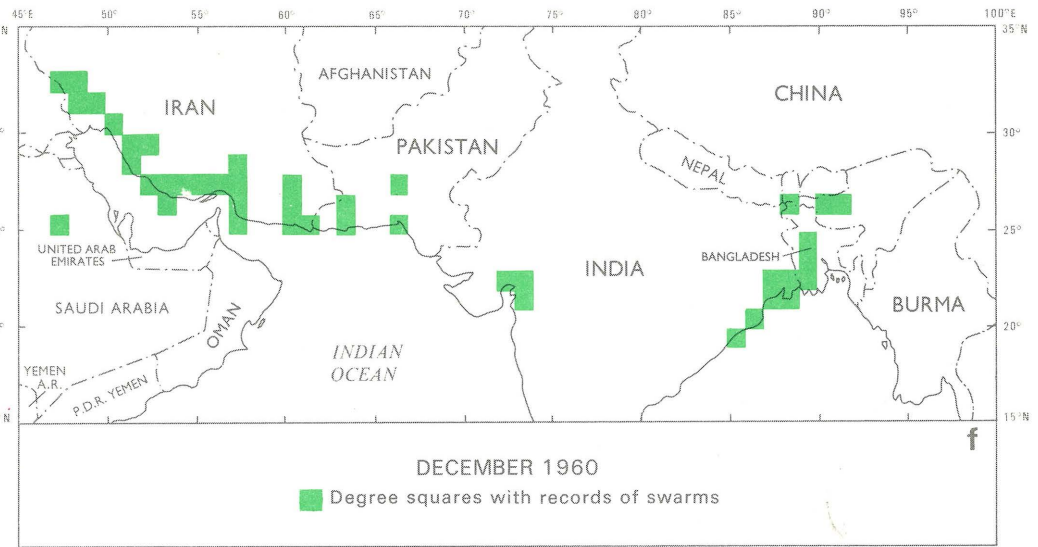 45°E 50° 55° 60° 65° 70° 75° 80° 85° 90° 95° 100°E
N 35°N
AFGHANISTAN
CHINA
IRAN
30°
PAKISTAN
NEPAL
25°
UNITED ARAB
EMIRATES
BANGLADESH
INDIA
SAUDI ARABIA
BURMA
OMAN
20°
INDIAN
OCEAN
YEMEN
A.R.
P.D.R. YEMEN
N. 15°N
f
DECEMBER 1960
Degree squares with records of swarms